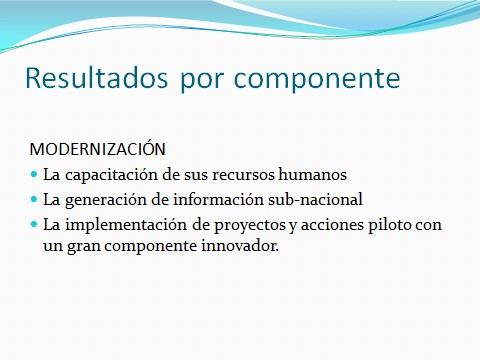 Resultados por componente
MODERNIZACIÓN
La capacitación de sus recursos humanos
La generación de información sub-nacional
La implementación de proyectos y acciones piloto con
un gran componente innovador.